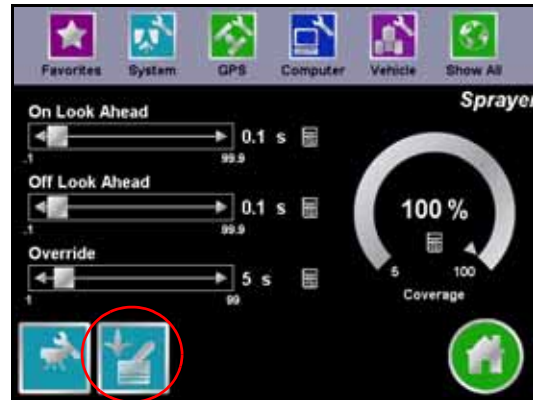 Favorites System GPS Computer Vehicle Show All
Sprayer
On Look Ahead
0.1 s
.1 99.9
Off Look Ahead
0.1 s
.1 99.9
Override
5 s
1 99
100 %
5 100
Coverage